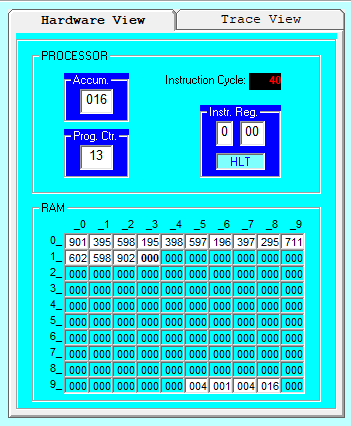 Hardware View Trace View
PROCESSOR
Accum.
016
Instruction Cycle: 40
Prog. Ctr.
13
Instr. Reg.
0 00
HLT
RAM
_0 _1 _2 _3 _4 _5 _6 _7 _8 _9
0_ 901 395 598 195 398 597 196 397 295 711
1_ 602 598 902 000 000 000 000 000 000 000
2_ 000 000 000 000 000 000 000 000 000 000
3_ 000 000 000 000 000 000 000 000 000 000
4_ 000 000 000 000 000 000 000 000 000 000
5_ 000 000 000 000 000 000 000 000 000 000
6_ 000 000 000 000 000 000 000 000 000 000
7_ 000 000 000 000 000 000 000 000 000 000
8_ 000 000 000 000 000 000 000 000 000 000
9_ 000 000 000 000 000 004 001 004 016 000